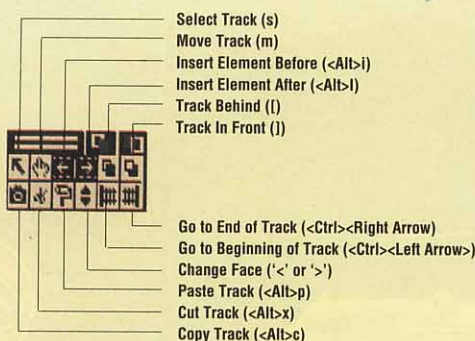 Select Track (s)
Move Track (m)
Insert Element Before (<Alt>i)
Insert Element After (<Alt>I)
Track Behind ([)
Track In Front (])
Go to End of Track (<Ctrl><Right Arrow)
Go to Beginning of Track (<Ctrl><Left Arrow>)
Change Face ('<' or '>')
Paste Track (<Alt>p)
Cut Track (<Alt>x)
Copy Track (<Alt>c)